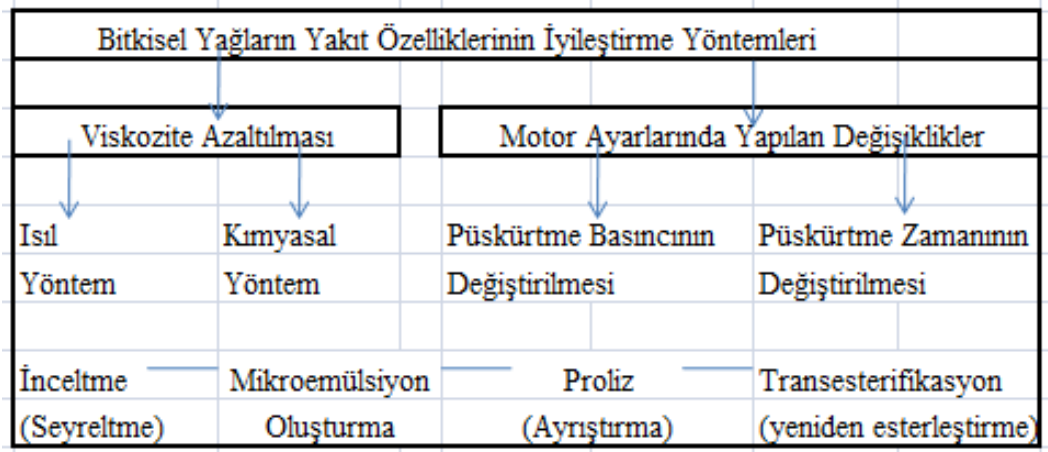 Bitkisel Yağların Yakıt Özelliklerinin İyileştirme Yöntemleri
Viskozite Azaltılması
Motor Ayarlarında Yapılan Değişiklikler
Isıl
Yöntem
Kımyasal
Yöntem
Püskürtme Basıncının
Değiştirilmesi
Püskürtme Zamanının
Değiştirilmesi
İnceltme
(Seyreltme)
Mikroemülsiyon
Oluşturma
Proliz
(Ayrıştırma)
Transesterifikasyon
(yeniden esterleştirme)